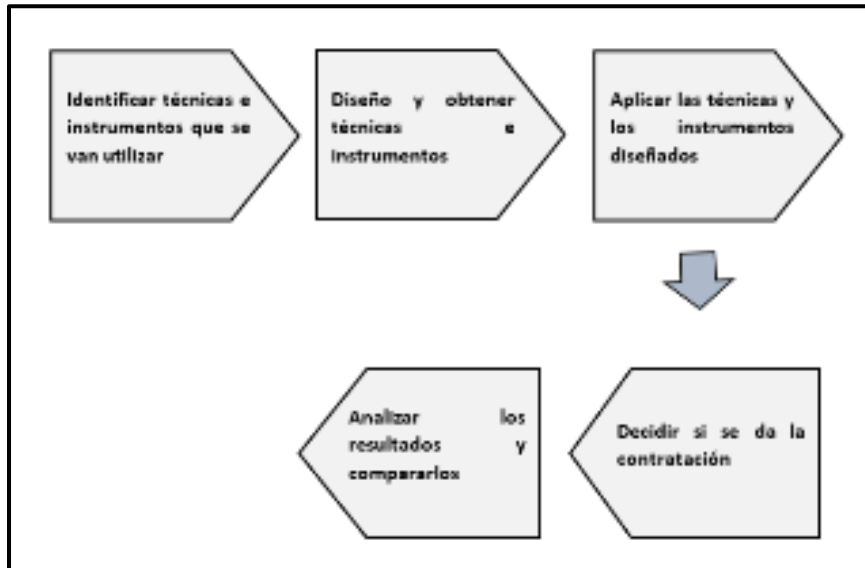 Identificar técnicas e
instrumentos que se
van utilizar
Diseño y obtener
técnicas e
instrumentos
Aplicar las técnicas y
los instrumentos
diseñados
Decidir si se da la
contratación
Analizar los
resultados y
compararlos